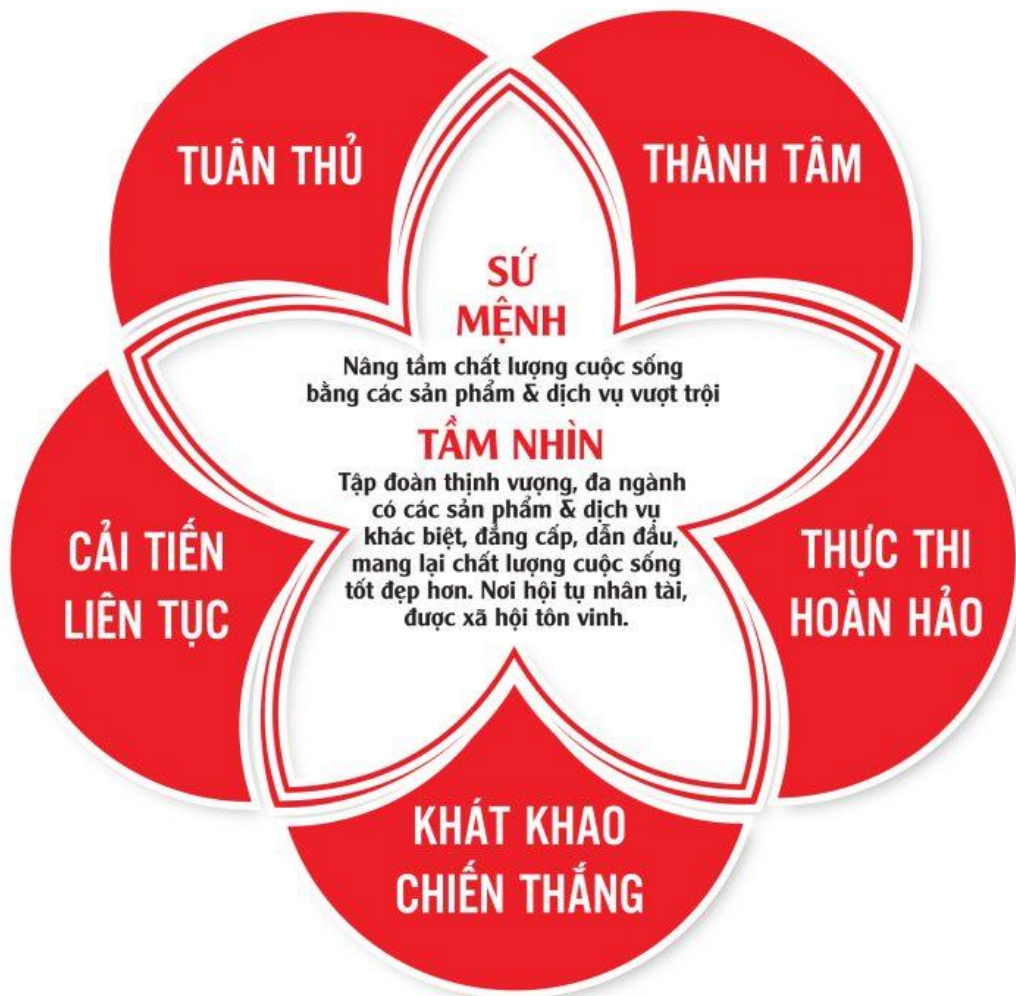 TUÂN THỦ
THÀNH TÂM
SỨ
MỆNH
Nâng tầm chất lượng cuộc sống
bằng các sản phẩm & dịch vụ vượt trội
TẦM NHÌN
Tập đoàn thịnh vượng, đa ngành
có các sản phẩm & dịch vụ
khác biệt, đẳng cấp, dẫn đầu,
mang lại chất lượng cuộc sống
tốt đẹp hơn. Nơi hội tụ nhân tài,
được xã hội tôn vinh.
CẢI TIẾN
LIÊN TỤC
THỰC THI
HOÀN HẢO
KHÁT KHAO
CHIẾN THẮNG